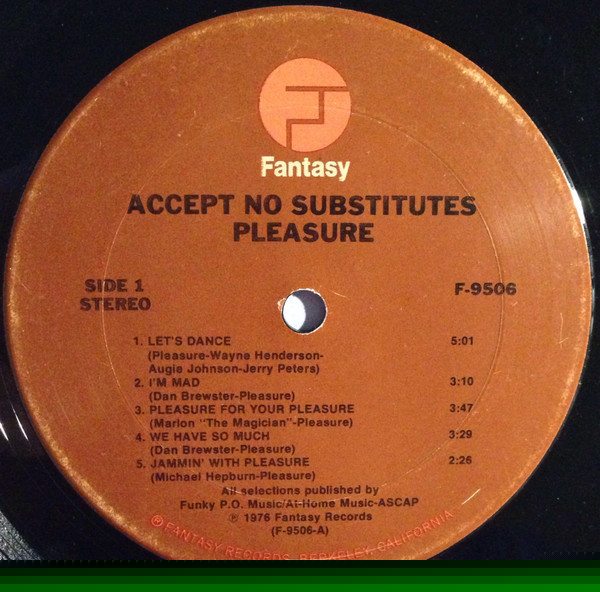 Fantasy
ACCEPT NO SUBSTITUTES
PLEASURE
SIDE 1
STEREO
F-9506
1. LET'S DANCE 5:01
(Pleasure-Wayne Henderson-
Augie Johnson-Jerry Peters)
2. I'M MAD 3:10
(Dan Brewster-Pleasure)
3. PLEASURE FOR YOUR PLEASURE 3:47
(Marlon "The Magician"-Pleasure)
4. WE HAVE SO MUCH 3:29
(Dan Brewster-Pleasure)
5. JAMMIN' WITH PLEASURE 2:26
(Michael Hepburn-Pleasure)
All selections published by
Funky P.O. Music/At-Home Music-ASCAP
℗ 1976 Fantasy Records
(F-9506-A)
® FANTASY RECORDS, BERKELEY, CALIFORNIA